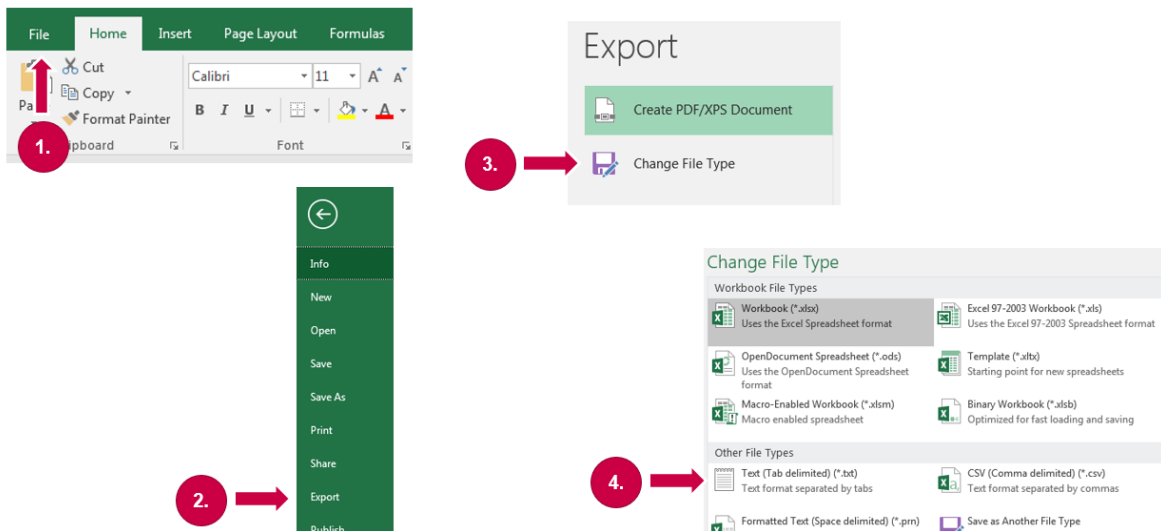 File Home Insert Page Layout Formulas
Cut
Calibri 11 A A
Copy
Pa
B I U A
Format Painter
1.
pboard Font
Export
Create PDF/XPS Document
3.
Change File Type
Info
New
Open
Save
Save As
Print
Share
2.
Export
Publish
Change File Type
Workbook File Types
Workbook (*.xlsx)
Uses the Excel Spreadsheet format
Excel 97-2003 Workbook (*.xls)
Uses the Excel 97-2003 Spreadsheet format
OpenDocument Spreadsheet (*.ods)
Uses the OpenDocument Spreadsheet
format
Template (*.xltx)
Starting point for new spreadsheets
Macro-Enabled Workbook (*.xlsm)
Macro enabled spreadsheet
Binary Workbook (*.xlsb)
Optimized for fast loading and saving
Other File Types
4.
Text (Tab delimited) (*.txt)
Text format separated by tabs
CSV (Comma delimited) (*.csv)
Text format separated by commas
Formatted Text (Space delimited) (*.prn)
Save as Another File Type